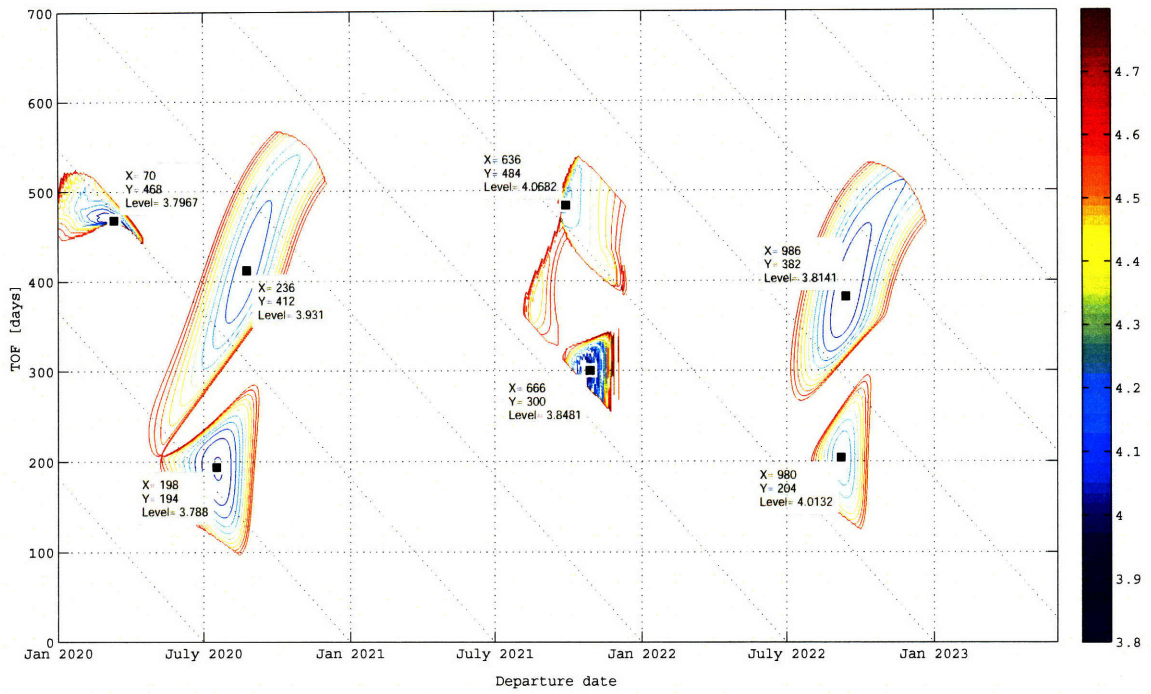 700
600
500
400
300
200
100
0
TOF [days]
X= 70
Y= 468
Level= 3.7967
X= 236
Y= 412
Level= 3.931
X= 198
Y= 194
Level= 3.788
X= 636
Y= 484
Level= 4.0682
X= 666
Y= 300
Level= 3.8481
X= 986
Y= 382
Level= 3.8141
X= 980
Y= 204
Level= 4.0132
Jan 2020 July 2020 Jan 2021 July 2021 Jan 2022 July 2022 Jan 2023
Departure date
4.7
4.6
4.5
4.4
4.3
4.2
4.1
4
3.9
3.8